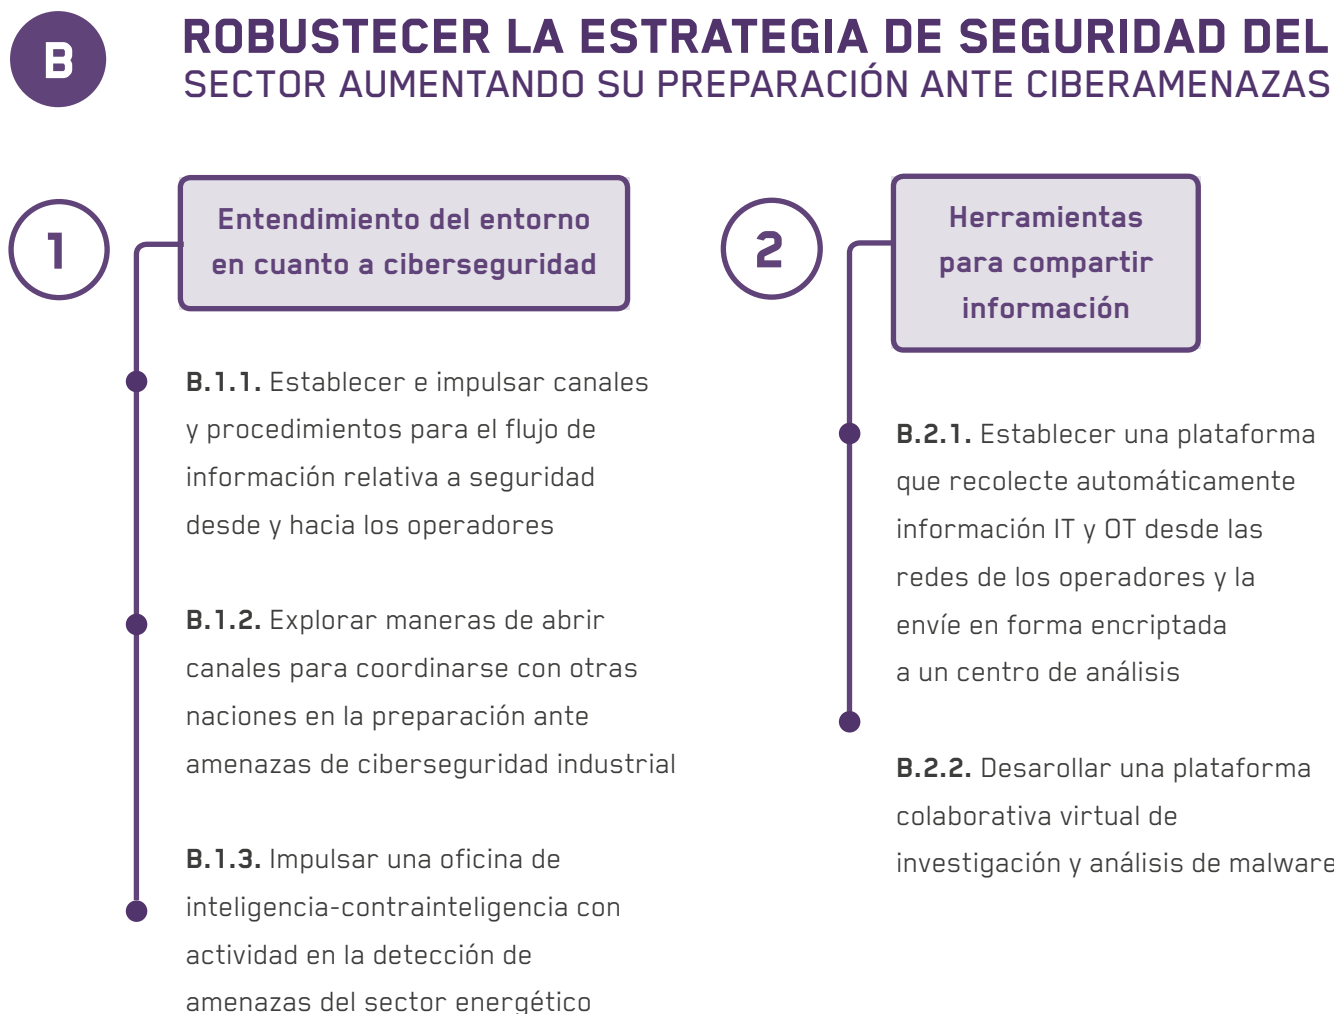 B
ROBUSTECER LA ESTRATEGIA DE SEGURIDAD DEL
SECTOR AUMENTANDO SU PREPARACIÓN ANTE CIBERAMENAZAS
1
Entendimiento del entorno
en cuanto a ciberseguridad
B.1.1. Establecer e impulsar canales
y procedimientos para el flujo de
información relativa a seguridad
desde y hacia los operadores
B.1.2. Explorar maneras de abrir
canales para coordinarse con otras
naciones en la preparación ante
amenazas de ciberseguridad industrial
B.1.3. Impulsar una oficina de
inteligencia-contrainteligencia con
actividad en la detección de
amenazas del sector energético
2
Herramientas
para compartir
información
B.2.1. Establecer una plataforma
que recolecte automáticamente
información IT y OT desde las
redes de los operadores y la
envíe en forma encriptada
a un centro de análisis
B.2.2. Desarollar una plataforma
colaborativa virtual de
investigación y análisis de malware